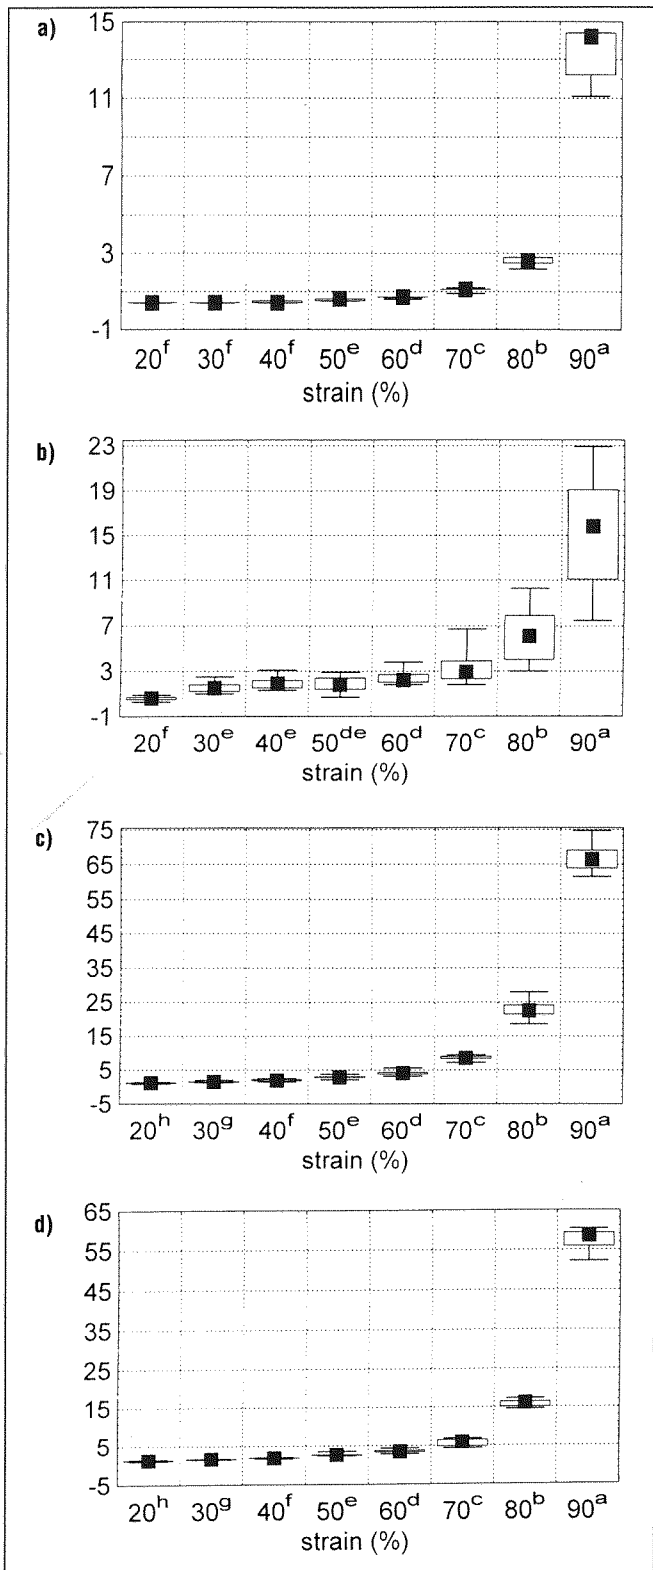 a)
15
11
7
3
-1
20f 30f 40f 50e 60d 70c 80b 90a
strain (%)
b)
23
19
15
11
7
3
-1
20f 30e 40e 50de 60d 70c 80b 90a
strain (%)
c)
75
65
55
45
35
25
15
5
-5
20h 30g 40f 50e 60d 70c 80b 90a
strain (%)
d)
65
55
45
35
25
15
5
-5
20h 30g 40f 50e 60d 70c 80b 90a
strain (%)